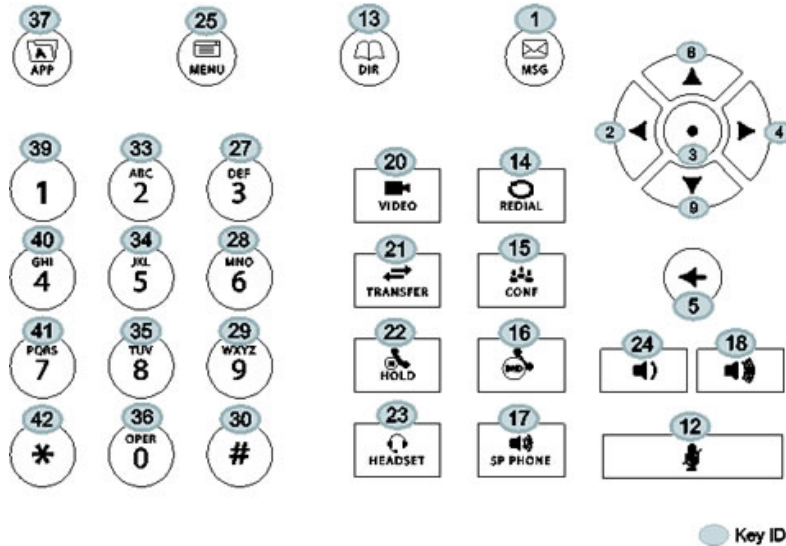 37 25 13 1
APP MENU DIR MSG
8
2 4
3
9
39 33 27
1 ABC 2 DEF 3
40 34 28
GHI 4 JKL 5 MNO 6
41 35 29
PQRS 7 TUV 8 WXYZ 9
42 36 30
* OPER 0 #
20 14
VIDEO REDIAL
21 15
TRANSFER CONF
22 16
HOLD
23 17
HEADSET SP PHONE
5
24 18
12
Key ID